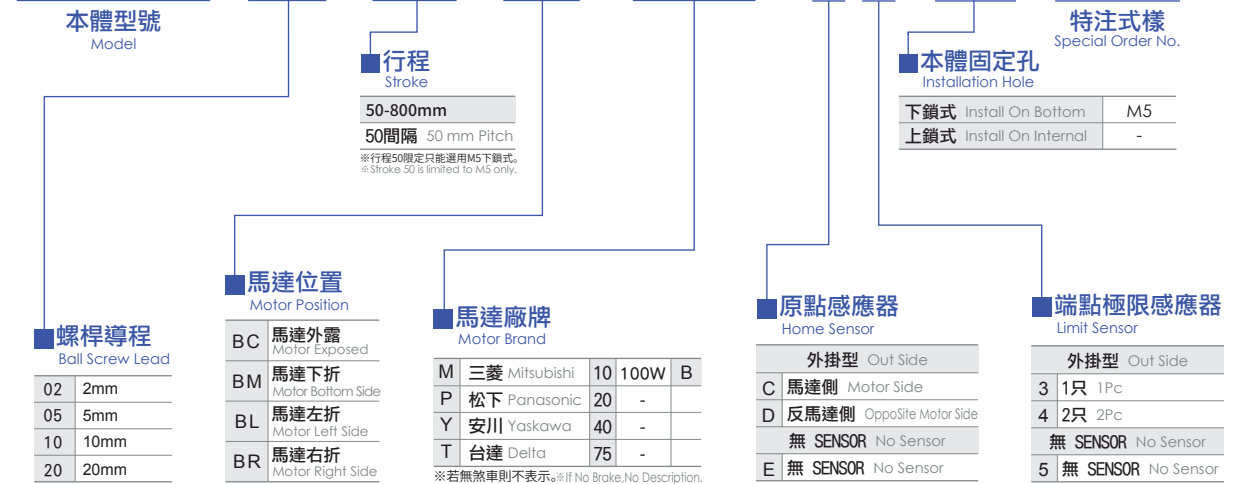 本體型號
Model
特注式樣
Special Order No.
行程
Stroke
50-800mm
50間隔 50 mm Pitch
※行程50限定只能選用M5下鎖式。
※Stroke 50 is limited to M5 only.
本體固定孔
Installation Hole
下鎖式 Install On Bottom M5
上鎖式 Install On Internal -
螺桿導程
Ball Screw Lead
02 2mm
05 5mm
10 10mm
20 20mm
馬達位置
Motor Position
BC 馬達外露
Motor Exposed
BM 馬達下折
Motor Bottom Side
BL 馬達左折
Motor Left Side
BR 馬達右折
Motor Right Side
馬達廠牌
Motor Brand
M 三菱 Mitsubishi 10 100W B
P 松下 Panasonic 20 -
Y 安川 Yaskawa 40 -
T 台達 Delta 75 -
※若無煞車則不表示。※If No Brake,No Description.
原點感應器
Home Sensor
外掛型 Out Side
C 馬達側 Motor Side
D 反馬達側 OppoSite Motor Side
無 SENSOR No Sensor
E 無 SENSOR No Sensor
端點極限感應器
Limit Sensor
外掛型 Out Side
3 1只 1Pc
4 2只 2Pc
無 SENSOR No Sensor
5 無 SENSOR No Sensor